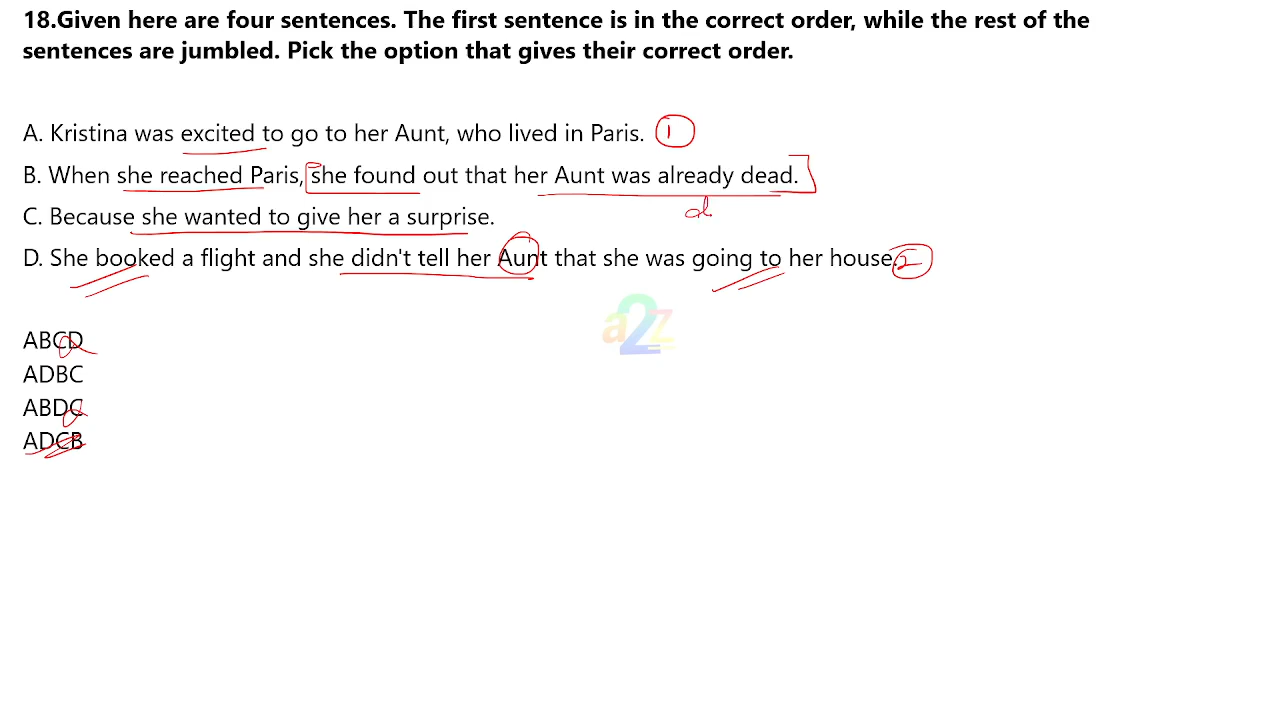 18.Given here are four sentences. The first sentence is in the correct order, while the rest of the
sentences are jumbled. Pick the option that gives their correct order.
A. Kristina was excited to go to her Aunt, who lived in Paris. 1
B. When she reached Paris, she found out that her Aunt was already dead.
C. Because she wanted to give her a surprise.
D. She booked a flight and she didn't tell her Aunt that she was going to her house. 2
a2z
ABCD
ADBC
ABDC
ADCB